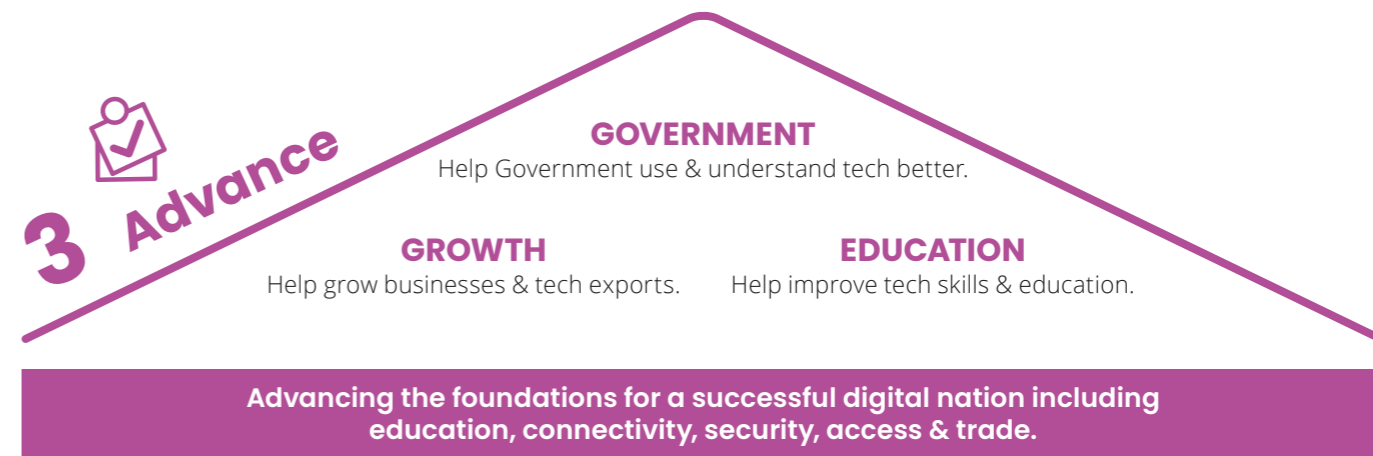 3 Advance
GOVERNMENT
Help Government use & understand tech better.
GROWTH
Help grow businesses & tech exports.
EDUCATION
Help improve tech skills & education.
Advancing the foundations for a successful digital nation including
education, connectivity, security, access & trade.